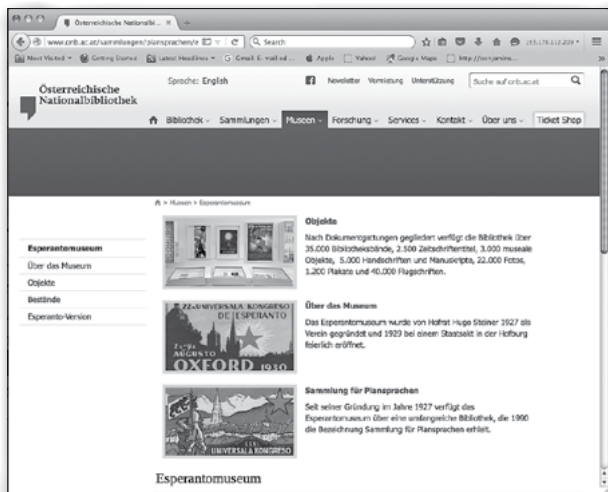 Österreichische Nationalbi...
www.onb.ac.at/sammlungen/plansprachen/e
Search
193.170.112.209
Most Visited
Getting Started
Latest Headlines
Apple
Yahoo!
Google Maps
Sprache: English
Newsletter Vermietung Unterstützung
Suche auf onb.ac.at
Österreichische
Nationalbibliothek
Bibliothek Sammlungen Museen Forschung Services Kontakt Über uns Ticket Shop
> Museen > Esperantomuseum
Esperantomuseum
Über das Museum
Objekte
Bestände
Esperanto-Version
Objekte
Nach Dokumentgattungen gegliedert verfügt die Bibliothek über
35.000 Bibliotheksbände, 2.500 Zeitschriftentitel, 3.000 museale
Objekte, 5.000 Handschriften und Manuskripte, 22.000 Fotos,
1.200 Plakate und 40.000 Flugschriften.
22-UNIVERSALA KONGRESO
DE ESPERANTO
AUGUSTO
OXFORD 1930
Über das Museum
Das Esperantomuseum wurde von Hofrat Hugo Steiner 1927 als
Verein gegründet und 1929 bei einem Staatsakt in der Hofburg
feierlich eröffnet.
UNIVERSALA KONGRESO
Sammlung für Plansprachen
Seit seiner Gründung im Jahre 1927 verfügt das
Esperantomuseum über eine umfangreiche Bibliothek, die 1990
die Bezeichnung Sammlung für Plansprachen erhielt.
Esperantomuseum